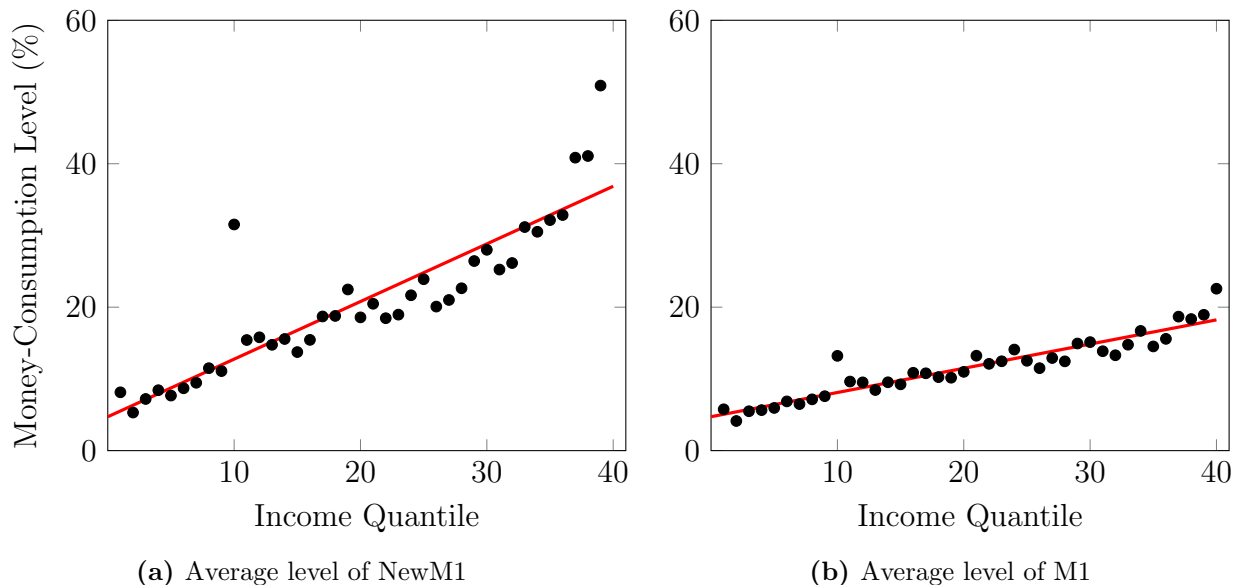 Money-Consumption Level (%)
60
40
20
0
10 20 30 40
Income Quantile
(a) Average level of NewM1
60
40
20
0
10 20 30 40
Income Quantile
(b) Average level of M1